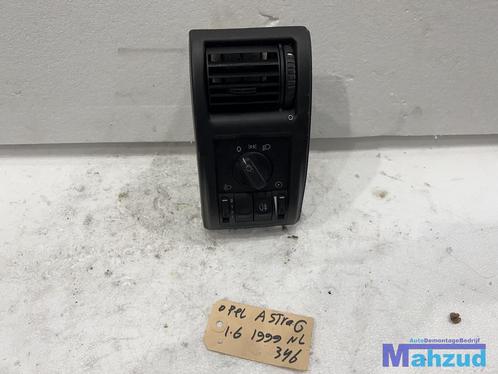 OPEL ASTRA G
1.6 1999 NL
346
AutoDemontageBedrijf
Mahzud